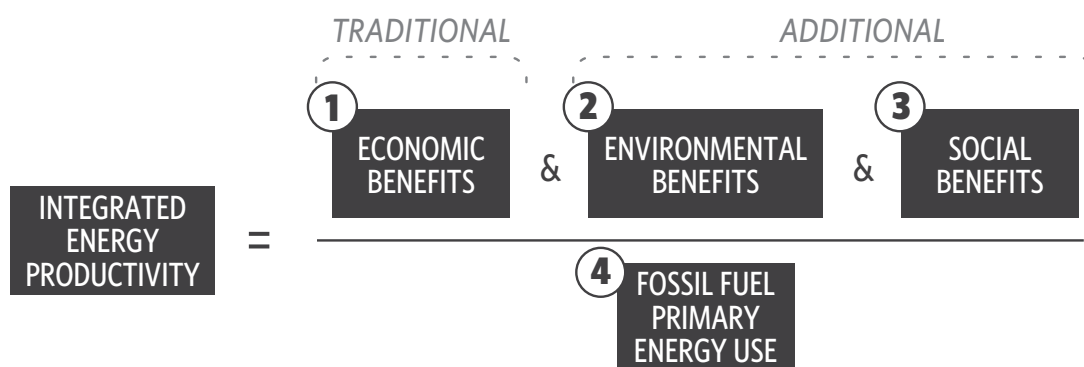 TRADITIONAL
ADDITIONAL
1
2
3
ECONOMIC
BENEFITS
&
ENVIRONMENTAL
BENEFITS
&
SOCIAL
BENEFITS
INTEGRATED
ENERGY
PRODUCTIVITY
=
4
FOSSIL FUEL
PRIMARY
ENERGY USE